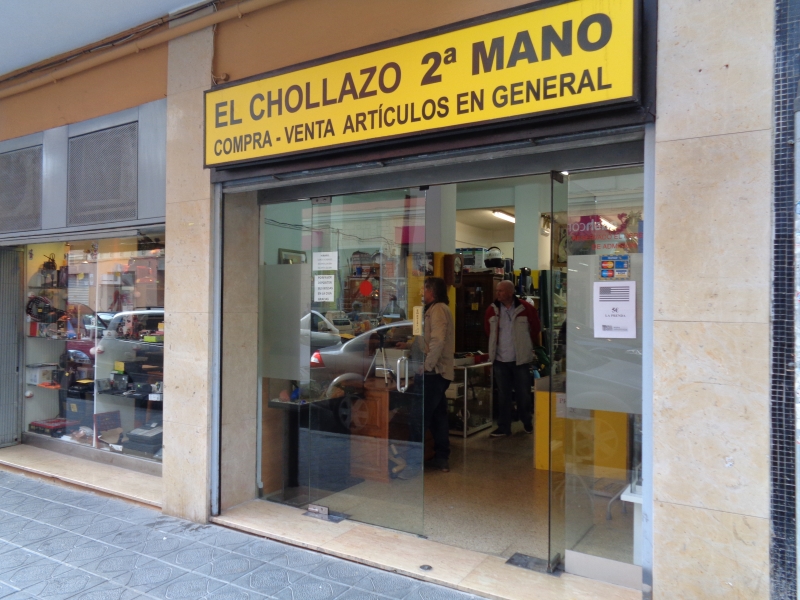 EL CHOLLAZO 2ª MANO
COMPRA - VENTA ARTÍCULOS EN GENERAL